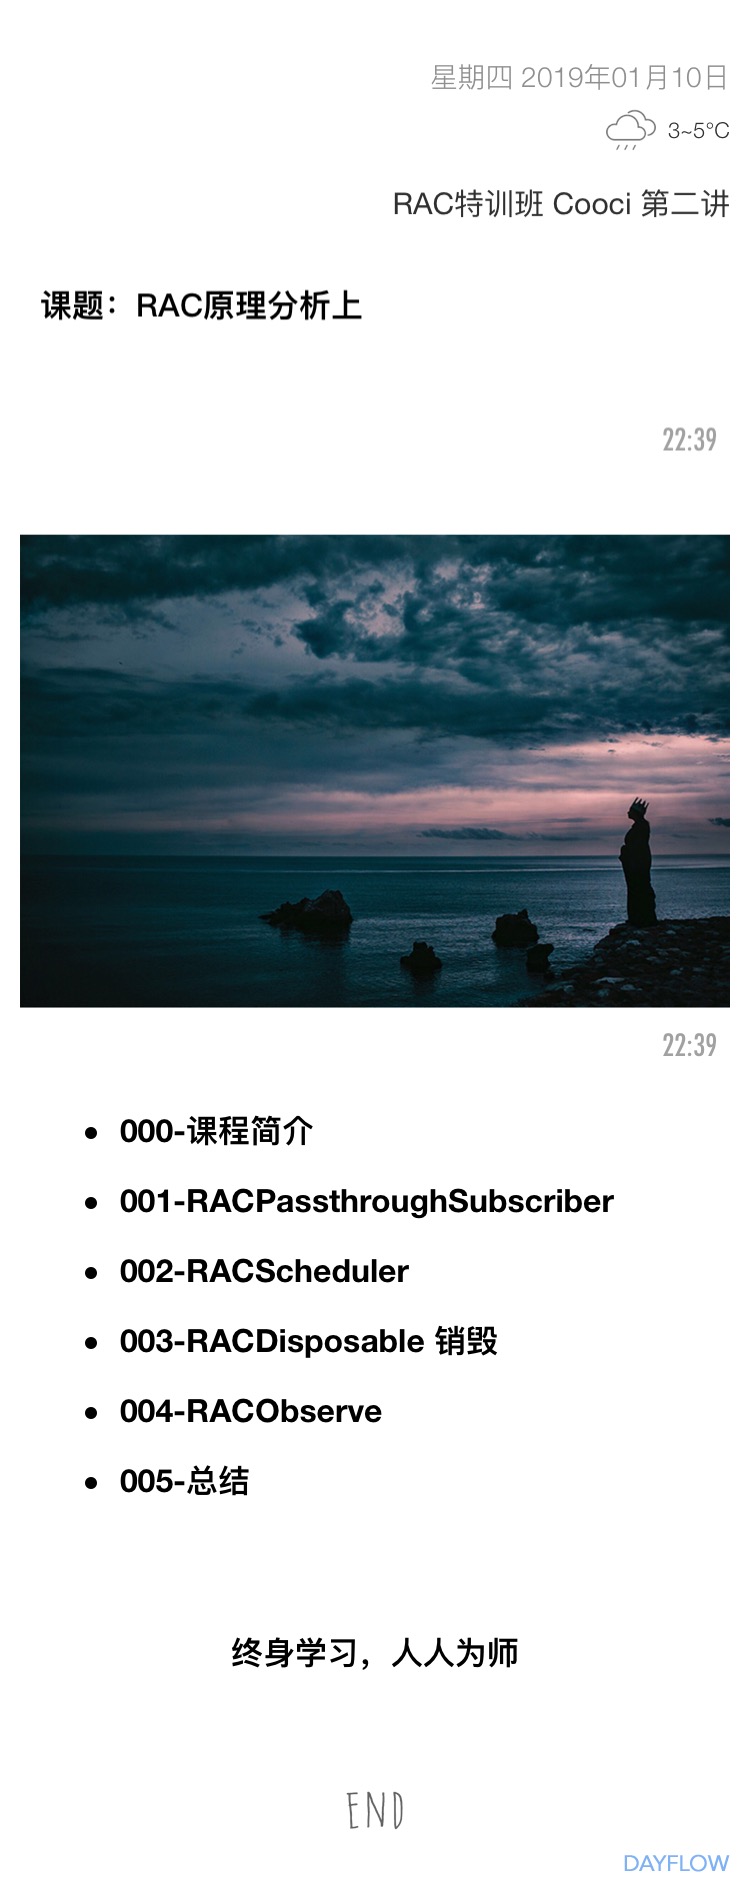 星期四 2019年01月10日
3~5°C
RAC特训班 Cooci 第二讲
课题：RAC原理分析上
22:39
22:39
000-课程简介
001-RACPassthroughSubscriber
002-RACScheduler
003-RACDisposable 销毁
004-RACObserve
005-总结
终身学习，人人为师
END
DAYFLOW